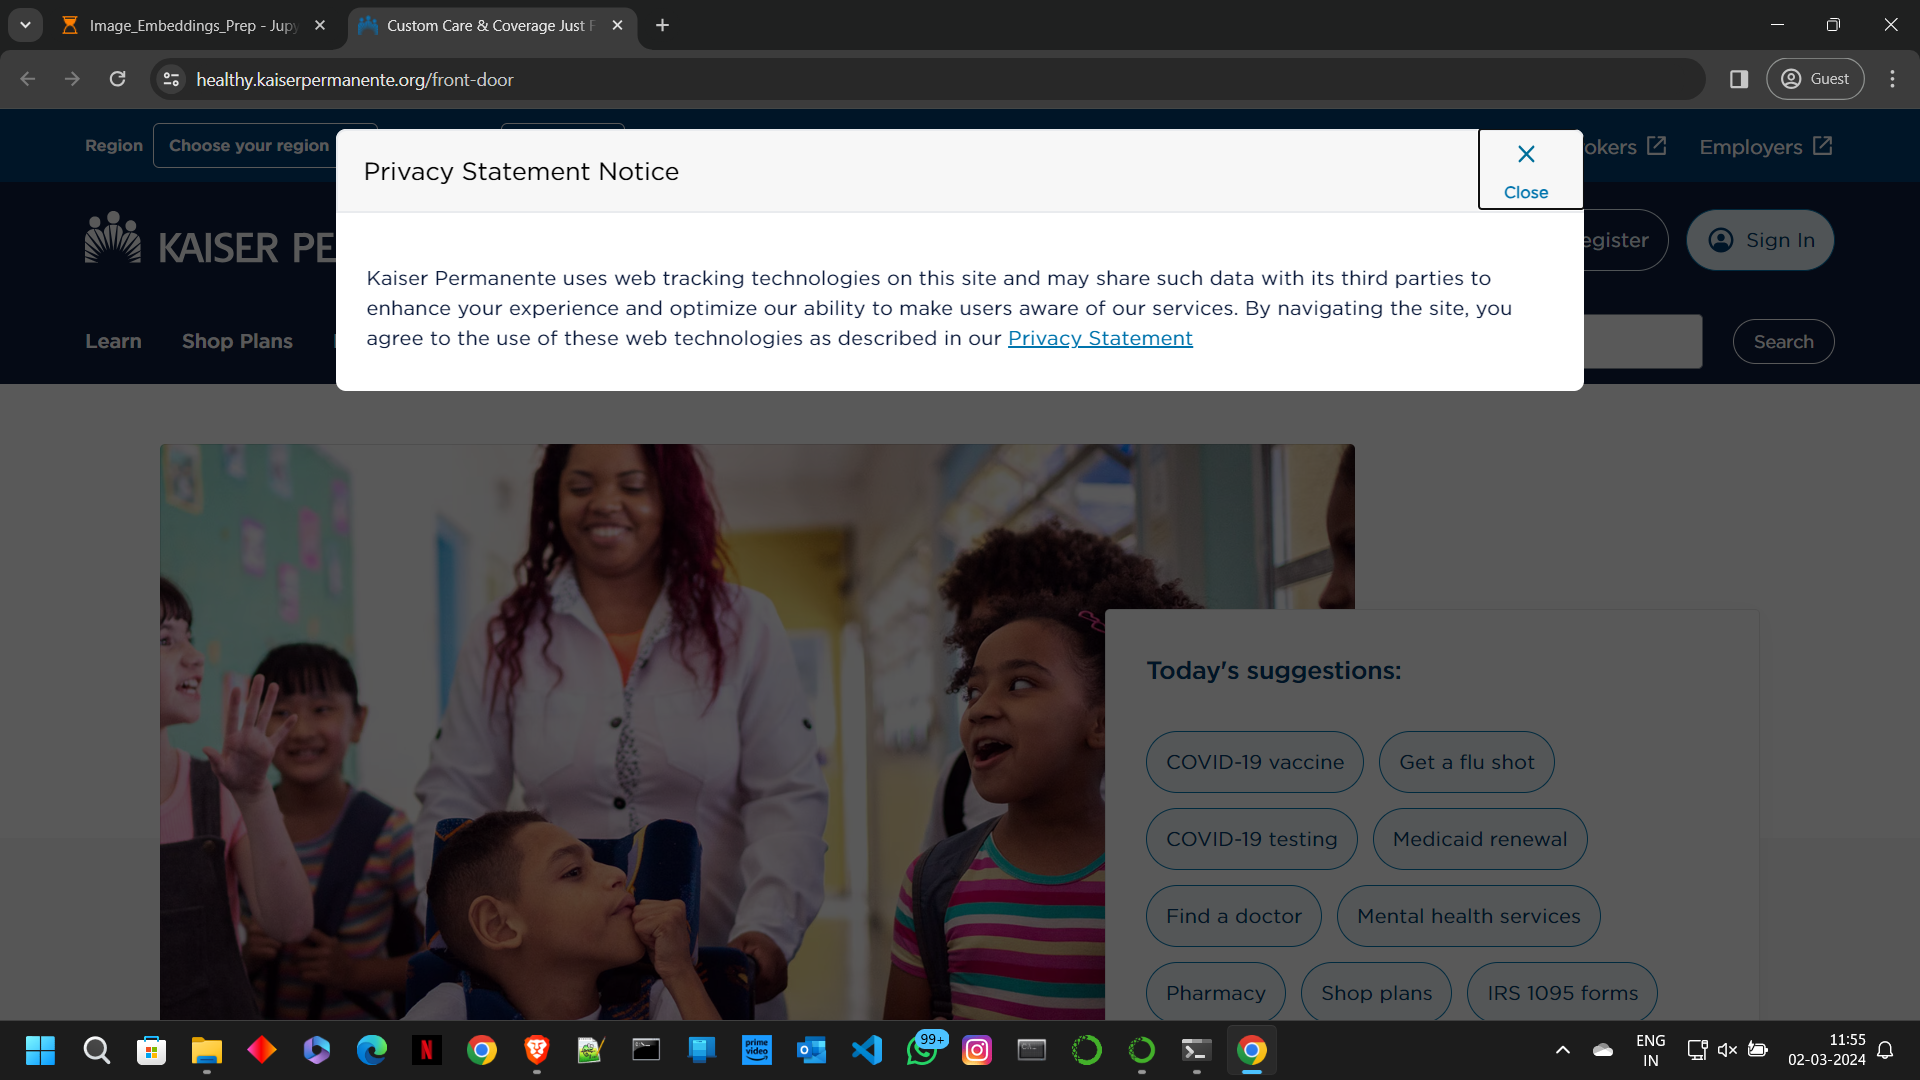 Image_Embeddings_Prep - Jupy
Custom Care & Coverage Just F
healthy.kaiserpermanente.org/front-door
Guest
Region
Choose your region
okers
Employers
Privacy Statement Notice
Close
KAISER PE
egister
Sign In
Kaiser Permanente uses web tracking technologies on this site and may share such data with its third parties to
enhance your experience and optimize our ability to make users aware of our services. By navigating the site, you
agree to the use of these web technologies as described in our Privacy Statement
Learn
Shop Plans
Search
Today's suggestions:
COVID-19 vaccine
Get a flu shot
COVID-19 testing
Medicaid renewal
Find a doctor
Mental health services
Pharmacy
Shop plans
IRS 1095 forms
N
prime
video
99+
ENG
IN
11:55
02-03-2024